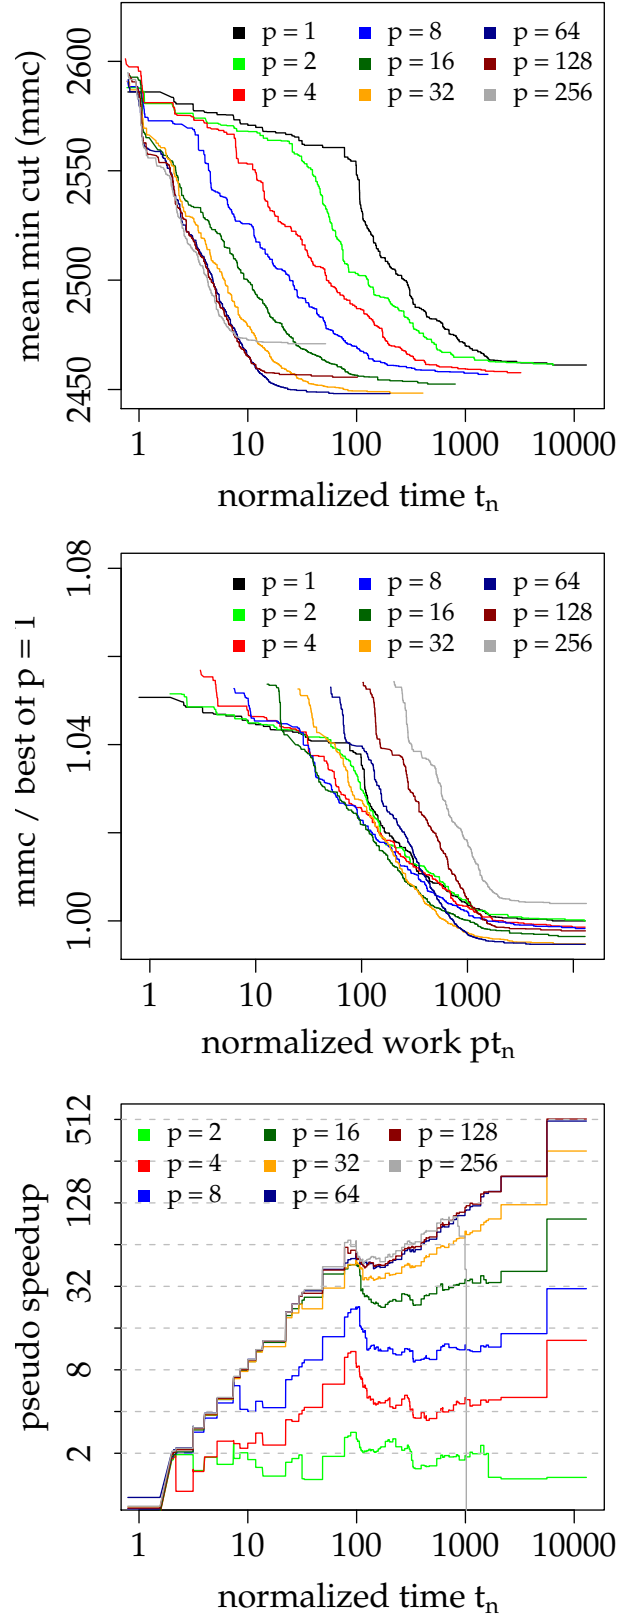 p = 1 p = 8 p = 64
p = 2 p = 16 p = 128
p = 4 p = 32 p = 256
mean min cut (mmc)
2600
2550
2500
2450
1 10 100 1000 10000
normalized time tn
p = 1 p = 8 p = 64
p = 2 p = 16 p = 128
p = 4 p = 32 p = 256
mmc / best of p = 1
1.08
1.04
1.00
1 10 100 1000
normalized work ptn
p = 2 p = 16 p = 128
p = 4 p = 32 p = 256
p = 8 p = 64
pseudo speedup
512
128
32
8
2
1 10 100 1000 10000
normalized time tn